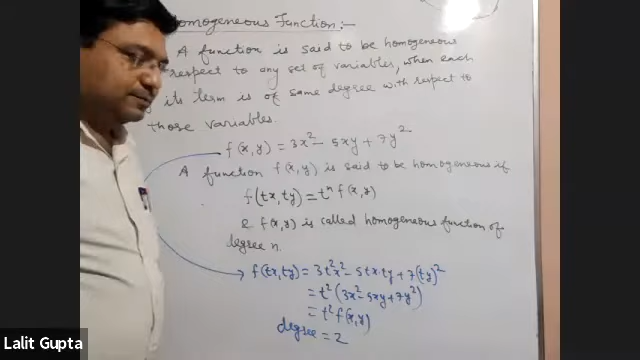 omogeneous Function:-
A function is said to be homogeneous
respect to any set of variables, when each
its term is of same degree with respect to
those variables.
f(x,y) = 3x² - 5xy + 7y²
A function f(x,y) is said to be homogeneous if
f(tx,ty) = tⁿ f(x,y)
& f(x,y) is called homogeneous function of
degree n.
f(tx,ty) = 3t²x² - 5tx.ty + 7(ty)²
= t² (3x² - 5xy + 7y²)
= t² f(x,y)
degree = 2
Lalit Gupta